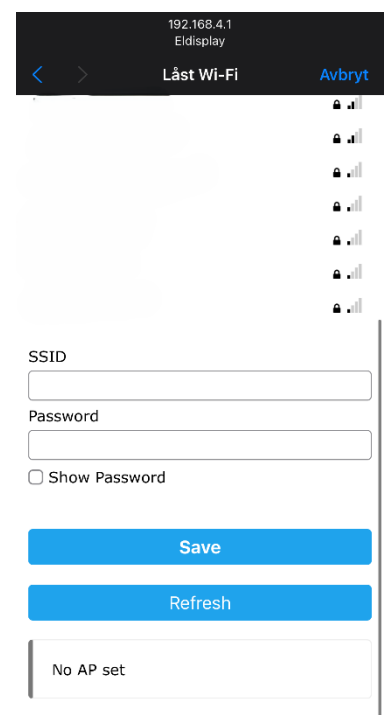 192.168.4.1
Eldisplay
Låst Wi-Fi
Avbryt
SSID
Password
Show Password
Save
Refresh
No AP set